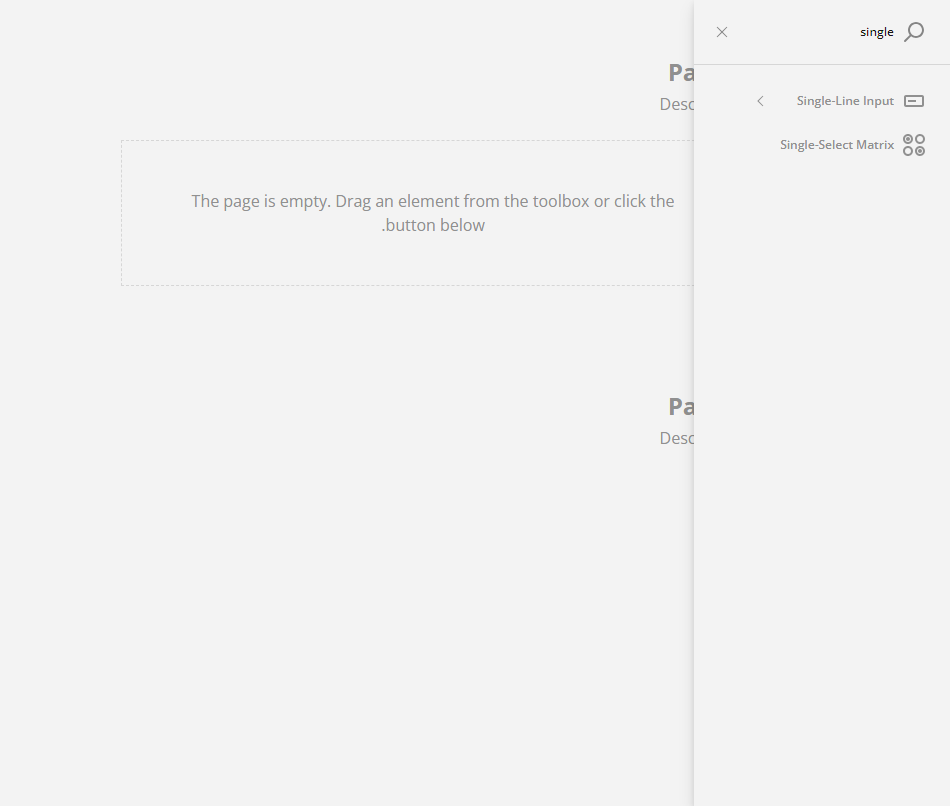 single
Single-Line Input
Single-Select Matrix
Pa
Desc
The page is empty. Drag an element from the toolbox or click the
.button below
Pa
Desc